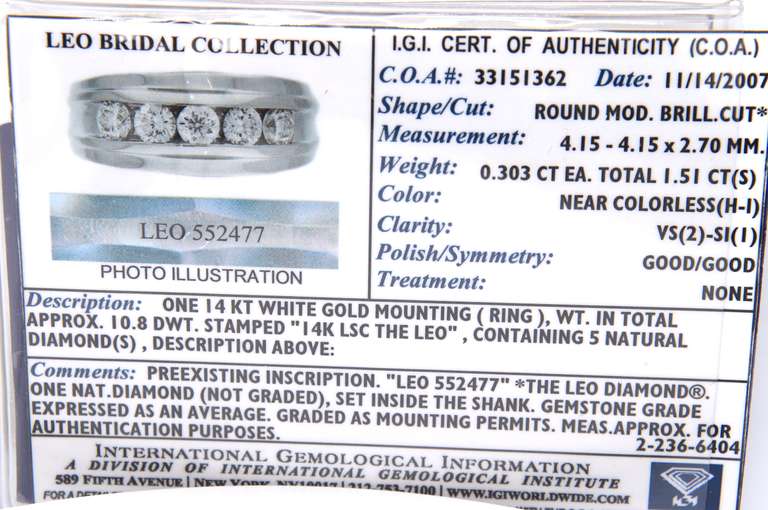 LEO BRIDAL COLLECTION
LEO 552477
PHOTO ILLUSTRATION
I.G.I. CERT. OF AUTHENTICITY (C.O.A.)
C.O.A.#: 33151362 Date: 11/14/2007
Shape/Cut: ROUND MOD. BRILL.CUT*
Measurement: 4.15 - 4.15 x 2.70 MM.
Weight: 0.303 CT EA. TOTAL 1.51 CT(S)
Color: NEAR COLORLESS(H-I)
Clarity: VS(2)-SI(1)
Polish/Symmetry: GOOD/GOOD
Treatment: NONE
Description: ONE 14 KT WHITE GOLD MOUNTING ( RING ), WT. IN TOTAL
APPROX. 10.8 DWT. STAMPED "14K LSC THE LEO" , CONTAINING 5 NATURAL
DIAMOND(S) , DESCRIPTION ABOVE:
Comments: PREEXISTING INSCRIPTION. "LEO 552477" *THE LEO DIAMOND®.
ONE NAT.DIAMOND (NOT GRADED), SET INSIDE THE SHANK. GEMSTONE GRADE
EXPRESSED AS AN AVERAGE. GRADED AS MOUNTING PERMITS. MEAS.APPROX. FOR
AUTHENTICATION PURPOSES.
2-236-6404
INTERNATIONAL GEMOLOGICAL INFORMATION
A DIVISION OF INTERNATIONAL GEMOLOGICAL INSTITUTE
589 FIFTH AVENUE | NEW YORK, NY10017 | 212-753-7100 | WWW.IGIWORLDWIDE.COM
FOR A
IGI